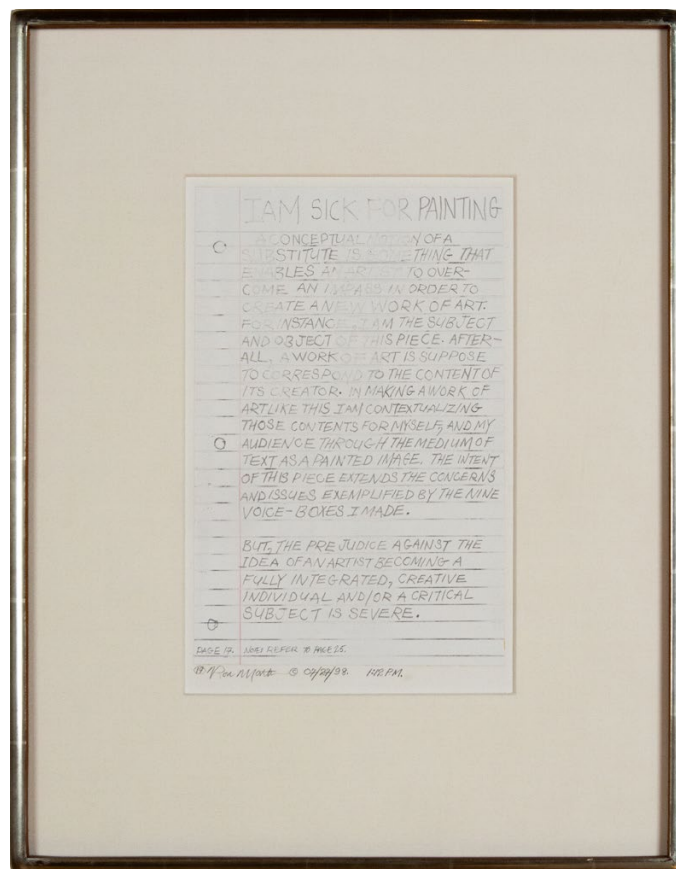 I AM SICK FOR PAINTING
A CONCEPTUAL NOTION OF A
SUBSTITUTE IS SOMETHING THAT
ENABLES AN ARTIST TO OVER-
COME AN IMPASS IN ORDER TO
CREATE A NEW WORK OF ART.
FOR INSTANCE, I AM THE SUBJECT
AND OBJECT OF THIS PIECE. AFTER-
ALL, A WORK OF ART IS SUPPOSE
TO CORRESPOND TO THE CONTENT OF
ITS CREATOR. IN MAKING A WORK OF
ART LIKE THIS I AM CONTEXTUALIZING
THOSE CONTENTS FOR MYSELF, AND MY
AUDIENCE THROUGH THE MEDIUM OF
TEXT AS A PAINTED IMAGE. THE INTENT
OF THIS PIECE EXTENDS THE CONCERNS
AND ISSUES EXEMPLIFIED BY THE NINE
VOICE-BOXES I MADE.
BUT, THE PREJUDICE AGAINST THE
IDEA OF AN ARTIST BECOMING A
FULLY INTEGRATED, CREATIVE
INDIVIDUAL AND/OR A CRITICAL
SUBJECT IS SEVERE.
PAGE 17. NOTES REFER TO PAGE 25.
©